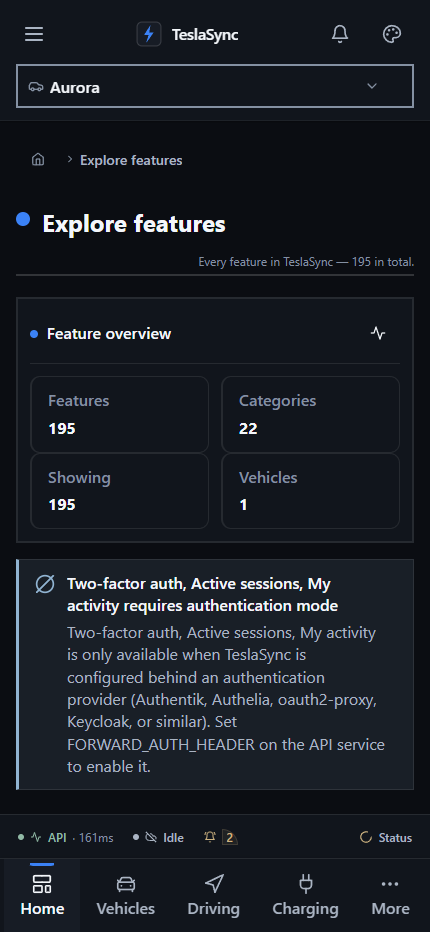 TeslaSync
Aurora
Explore features
Explore features
Every feature in TeslaSync — 195 in total.
Feature overview
Features
195
Categories
22
Showing
195
Vehicles
1
Two-factor auth, Active sessions, My
activity requires authentication mode
Two-factor auth, Active sessions, My activity
is only available when TeslaSync is
configured behind an authentication
provider (Authentik, Authelia, oauth2-proxy,
Keycloak, or similar). Set
FORWARD_AUTH_HEADER on the API service
to enable it.
API · 161ms
Idle
2
Status
Home
Vehicles
Driving
Charging
More